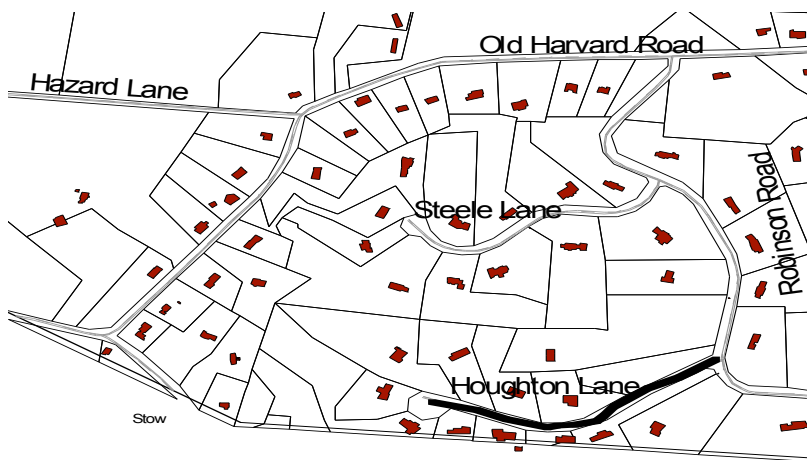 Old Harvard Road
Hazard Lane
Robinson Road
Steele Lane
Houghton Lane
Stow